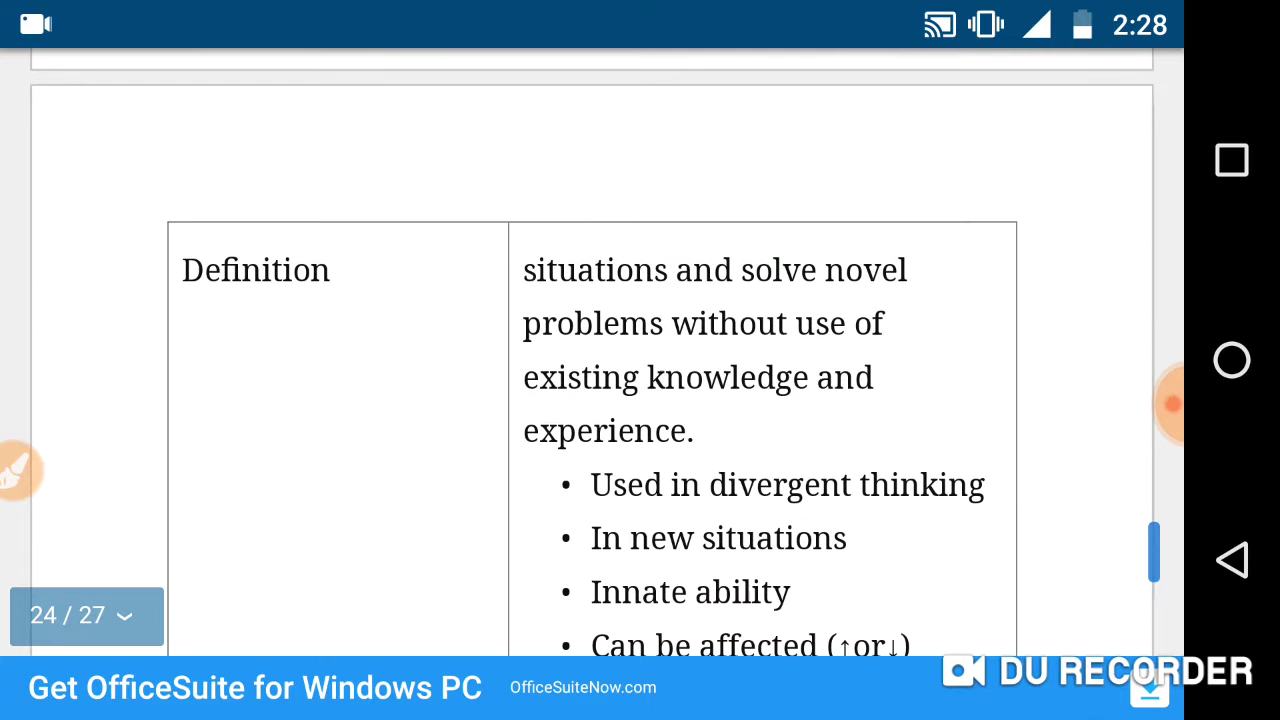 2:28
Definition
situations and solve novel
problems without use of
existing knowledge and
experience.
• Used in divergent thinking
• In new situations
• Innate ability
• Can be affected (↑or↓)
24 / 27
Get OfficeSuite for Windows PC OfficeSuiteNow.com
DU RECORDER